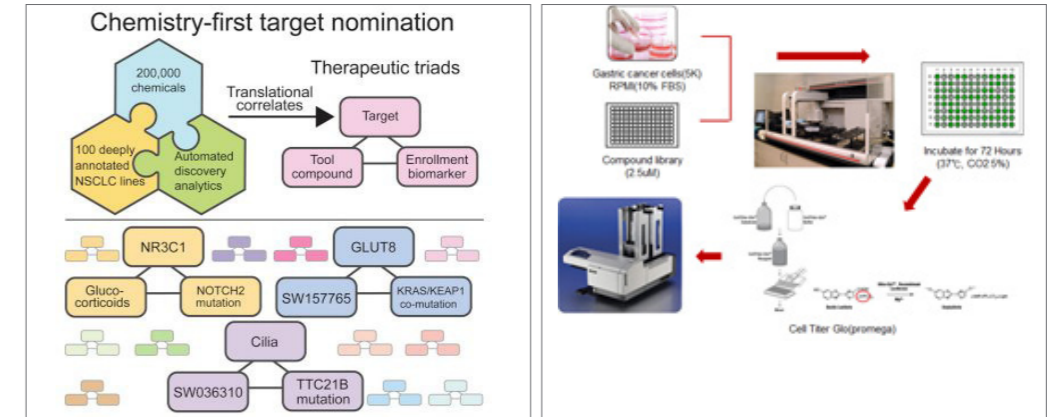 Chemistry-first target nomination
200,000
chemicals
100 deeply
annotated
NSCLC lines
Automated
discovery
analytics
Translational
correlates
Therapeutic triads
Target
Tool
compound
Enrollment
biomarker
NR3C1
Gluco-
corticoids
NOTCH2
mutation
GLUT8
SW157765
KRAS/KEAP1
co-mutation
Cilia
SW036310
TTC21B
mutation
Gastric cancer cells(5K)
RPMI(10% FBS)
Compound library
(2.5uM)
Incubate for 72 Hours
(37℃, CO2 5%)
Cell Titer Glo(promega)